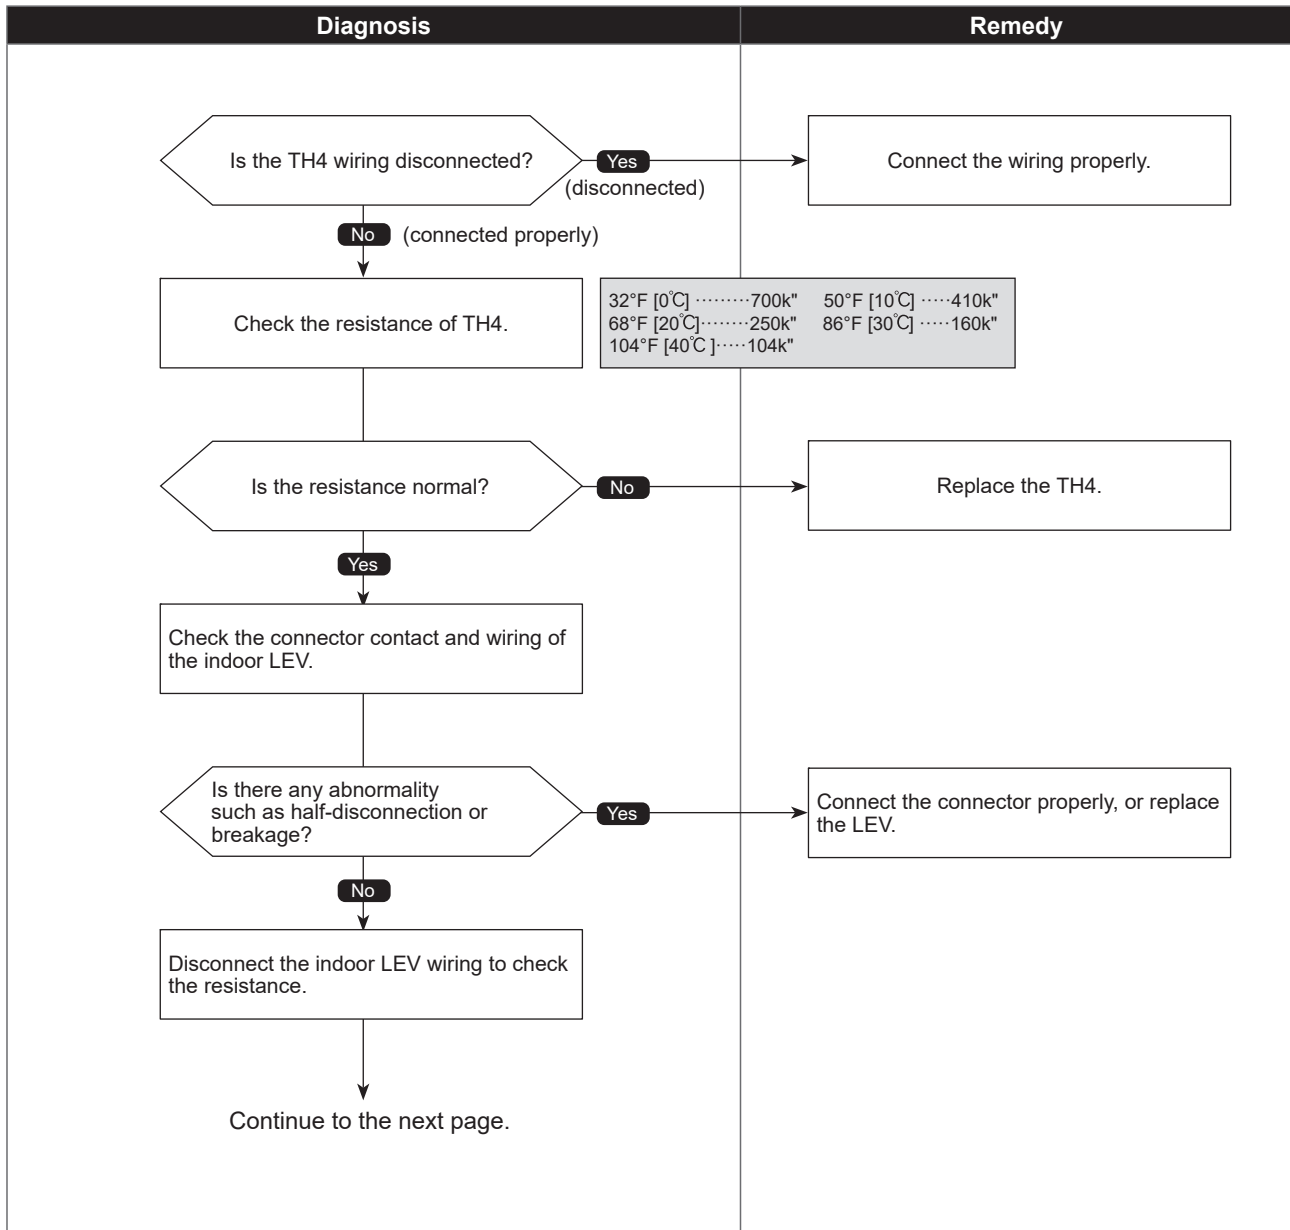 Diagnosis
Remedy
Is the TH4 wiring disconnected?
Yes
(disconnected)
Connect the wiring properly.
No
(connected properly)
Check the resistance of TH4.
32°F [0℃] ·········700k" 50°F [10℃] ·····410k"
68°F [20℃]········250k" 86°F [30℃] ·····160k"
104°F [40℃ ]·····104k"
Is the resistance normal?
No
Replace the TH4.
Yes
Check the connector contact and wiring of
the indoor LEV.
Is there any abnormality
such as half-disconnection or
breakage?
Yes
Connect the connector properly, or replace
the LEV.
No
Disconnect the indoor LEV wiring to check
the resistance.
Continue to the next page.